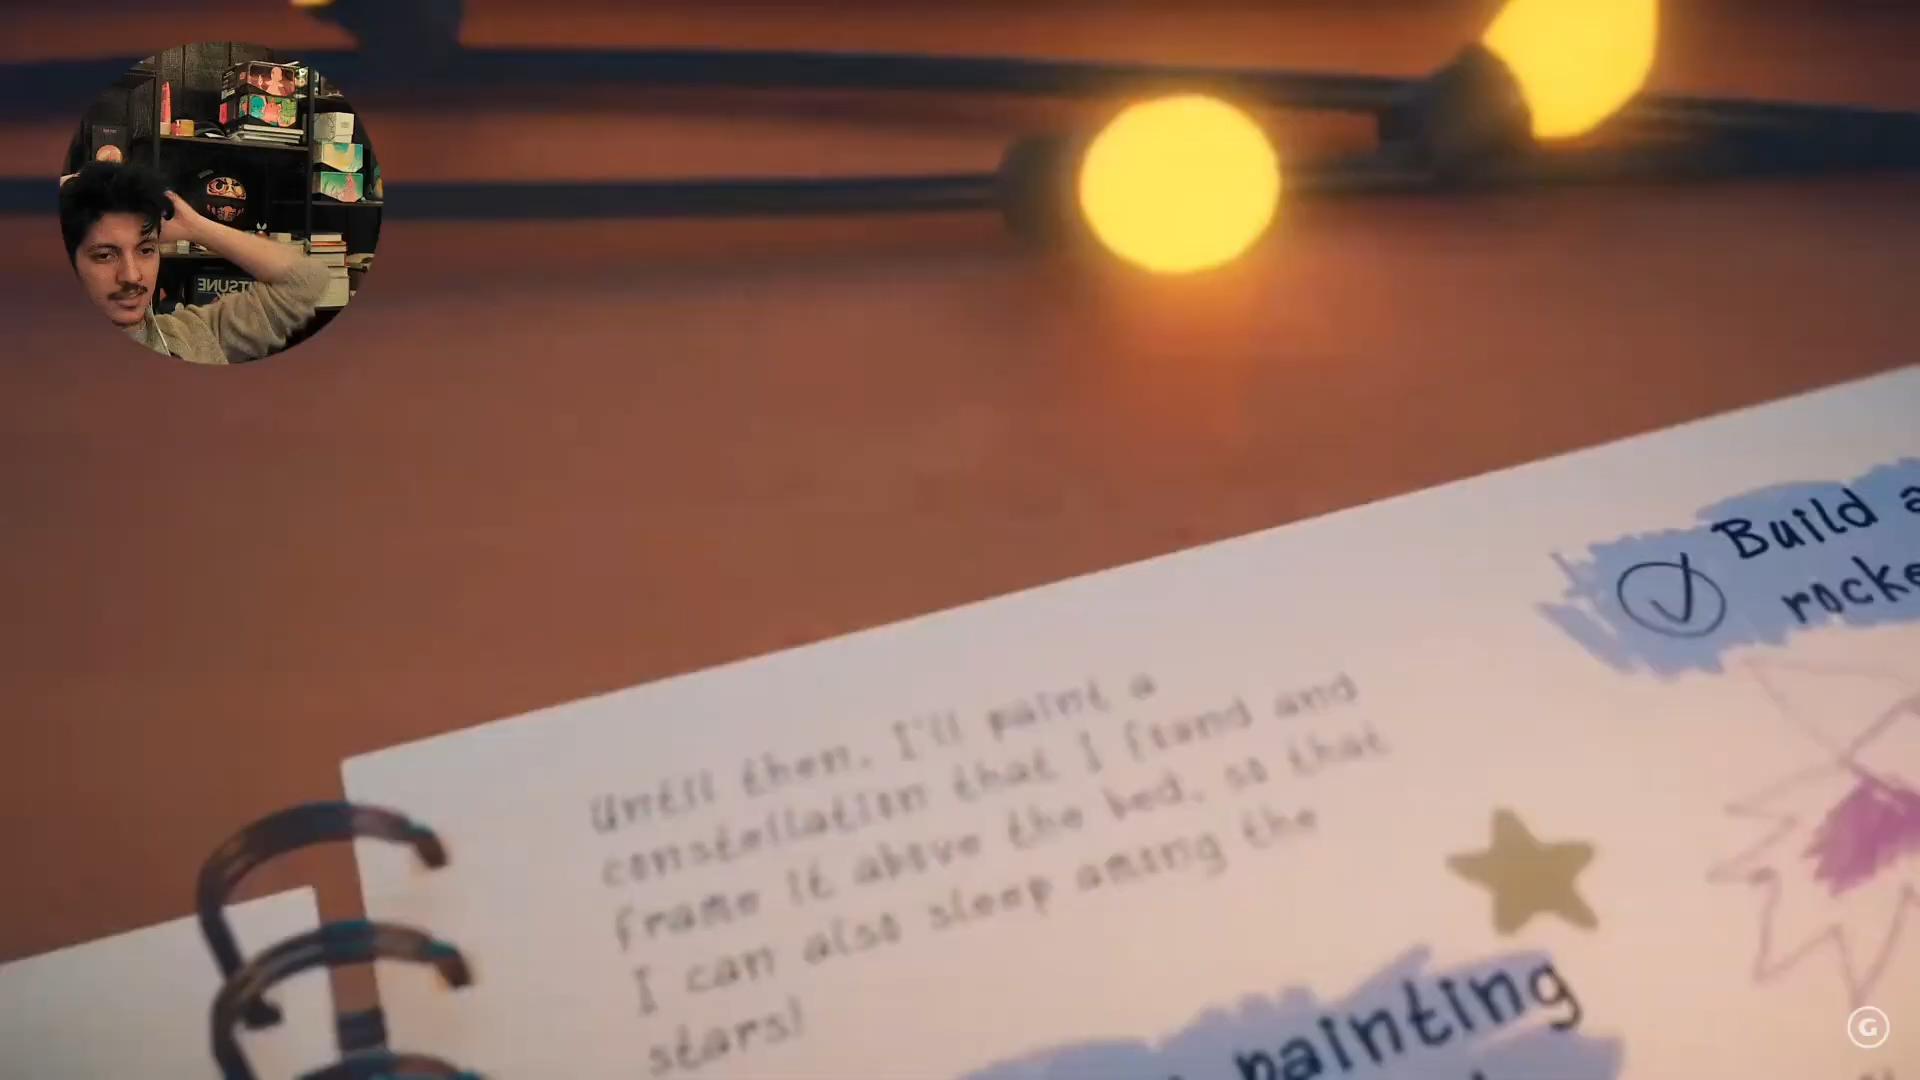 Until then, I'll paint a
constellation that I found and
frame it above the bed, so that
I can also sleep among the
stars!
Build a
rocke
painting
G